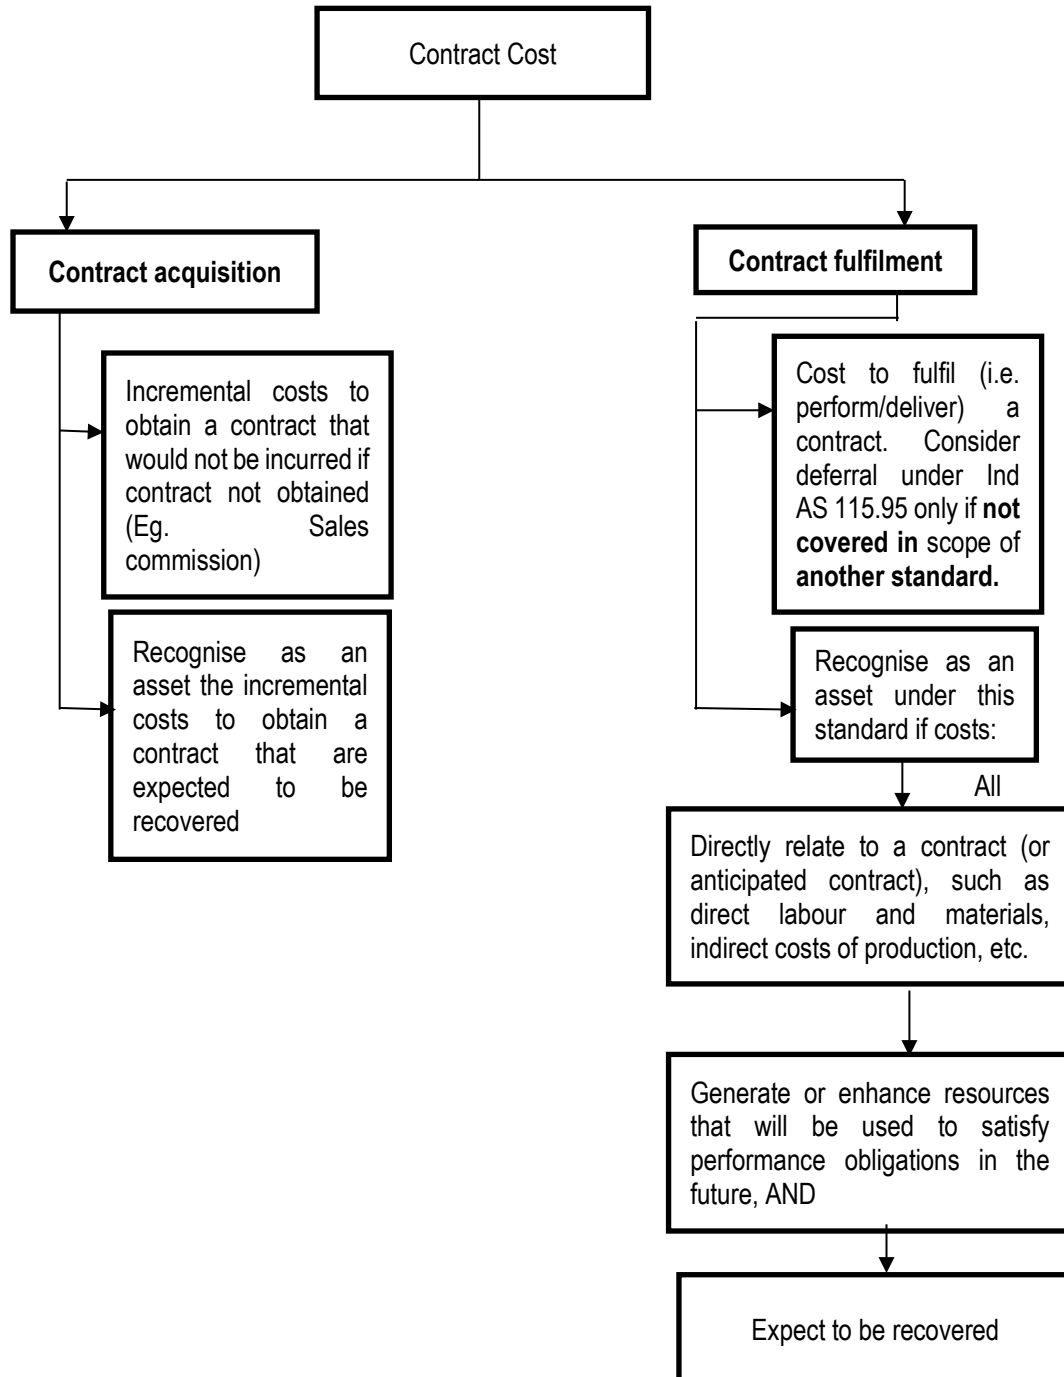 Contract Cost
Contract acquisition
Incremental costs to
obtain a contract that
would not be incurred if
contract not obtained
(Eg. Sales
commission)
Recognise as an
asset the incremental
costs to obtain a
contract that are
expected to be
recovered
Contract fulfilment
Cost to fulfil (i.e.
perform/deliver) a
contract. Consider
deferral under Ind
AS 115.95 only if not
covered in scope of
another standard.
Recognise as an
asset under this
standard if costs:
All
Directly relate to a contract (or
anticipated contract), such as
direct labour and materials,
indirect costs of production, etc.
Generate or enhance resources
that will be used to satisfy
performance obligations in the
future, AND
Expect to be recovered